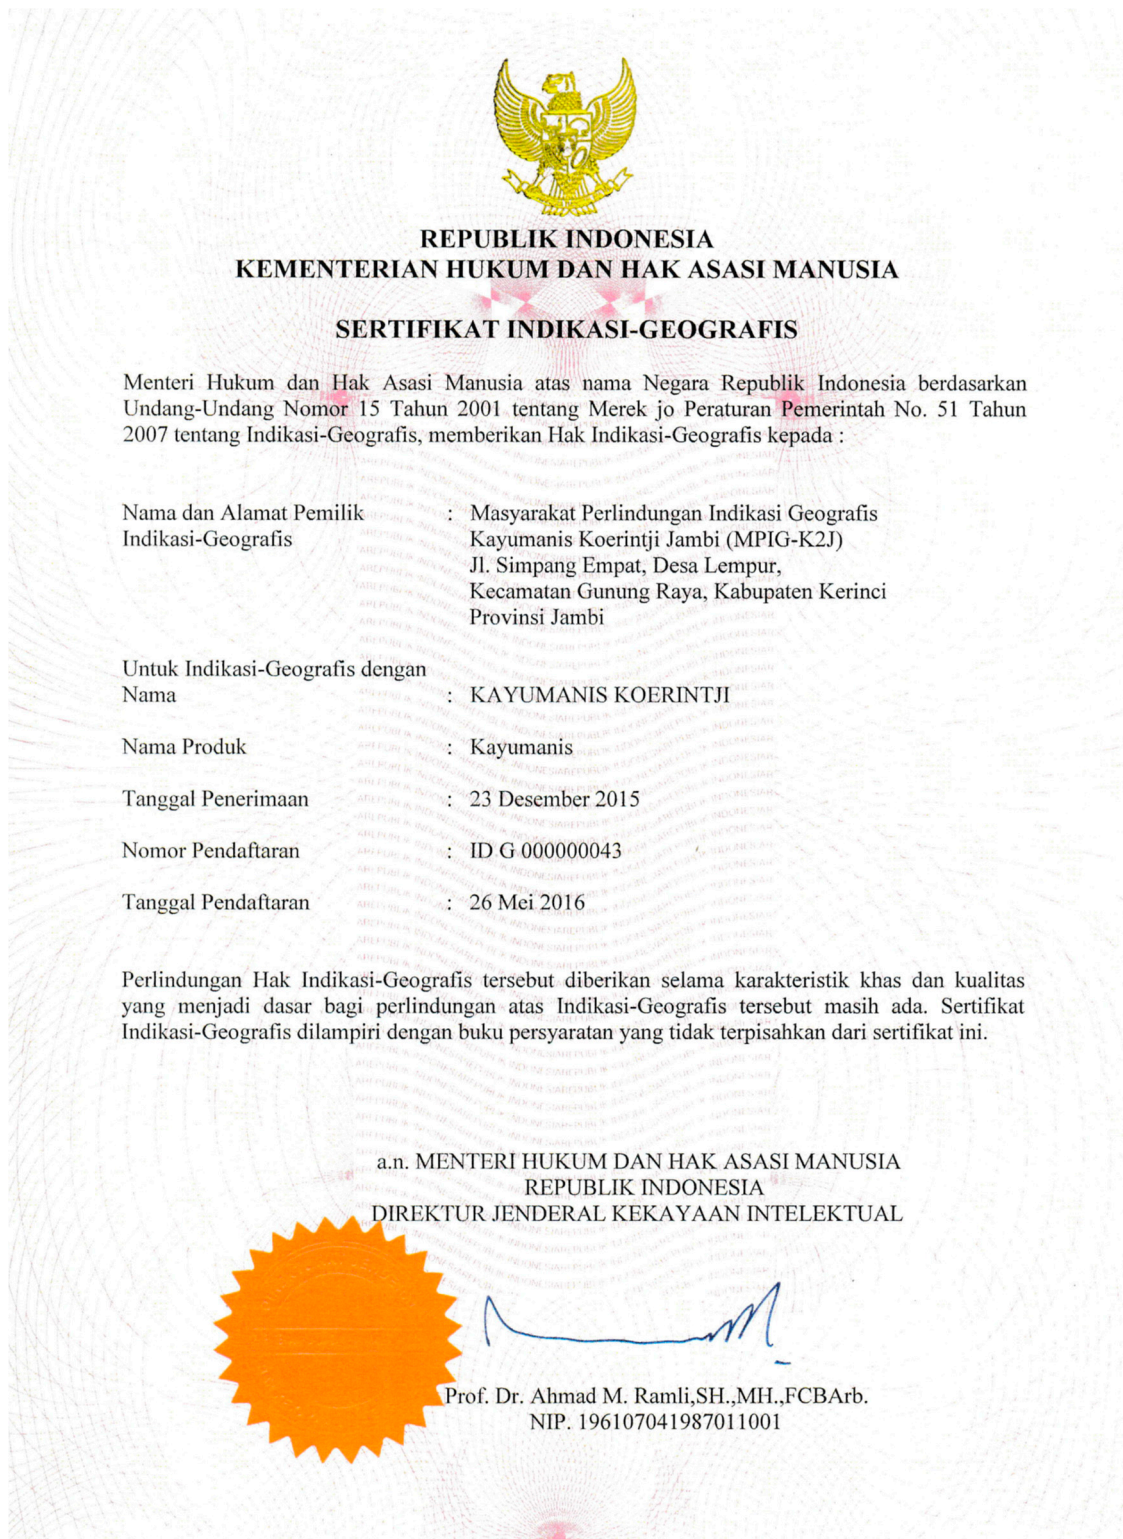 REPUBLIK INDONESIA
KEMENTERIAN HUKUM DAN HAK ASASI MANUSIA
SERTIFIKAT INDIKASI-GEOGRAFIS
Menteri Hukum dan Hak Asasi Manusia atas nama Negara Republik Indonesia berdasarkan
Undang-Undang Nomor 15 Tahun 2001 tentang Merek jo Peraturan Pemerintah No. 51 Tahun
2007 tentang Indikasi-Geografis, memberikan Hak Indikasi-Geografis kepada :
Nama dan Alamat Pemilik : Masyarakat Perlindungan Indikasi Geografis
Indikasi-Geografis Kayumanis Koerintji Jambi (MPIG-K2J)
Jl. Simpang Empat, Desa Lempur,
Kecamatan Gunung Raya, Kabupaten Kerinci
Provinsi Jambi
Untuk Indikasi-Geografis dengan
Nama : KAYUMANIS KOERINTJI
Nama Produk : Kayumanis
Tanggal Penerimaan : 23 Desember 2015
Nomor Pendaftaran : ID G 000000043
Tanggal Pendaftaran : 26 Mei 2016
Perlindungan Hak Indikasi-Geografis tersebut diberikan selama karakteristik khas dan kualitas
yang menjadi dasar bagi perlindungan atas Indikasi-Geografis tersebut masih ada. Sertifikat
Indikasi-Geografis dilampiri dengan buku persyaratan yang tidak terpisahkan dari sertifikat ini.
a.n. MENTERI HUKUM DAN HAK ASASI MANUSIA
REPUBLIK INDONESIA
DIREKTUR JENDERAL KEKAYAAN INTELEKTUAL
Prof. Dr. Ahmad M. Ramli,SH.,MH.,FCBArb.
NIP. 196107041987011001